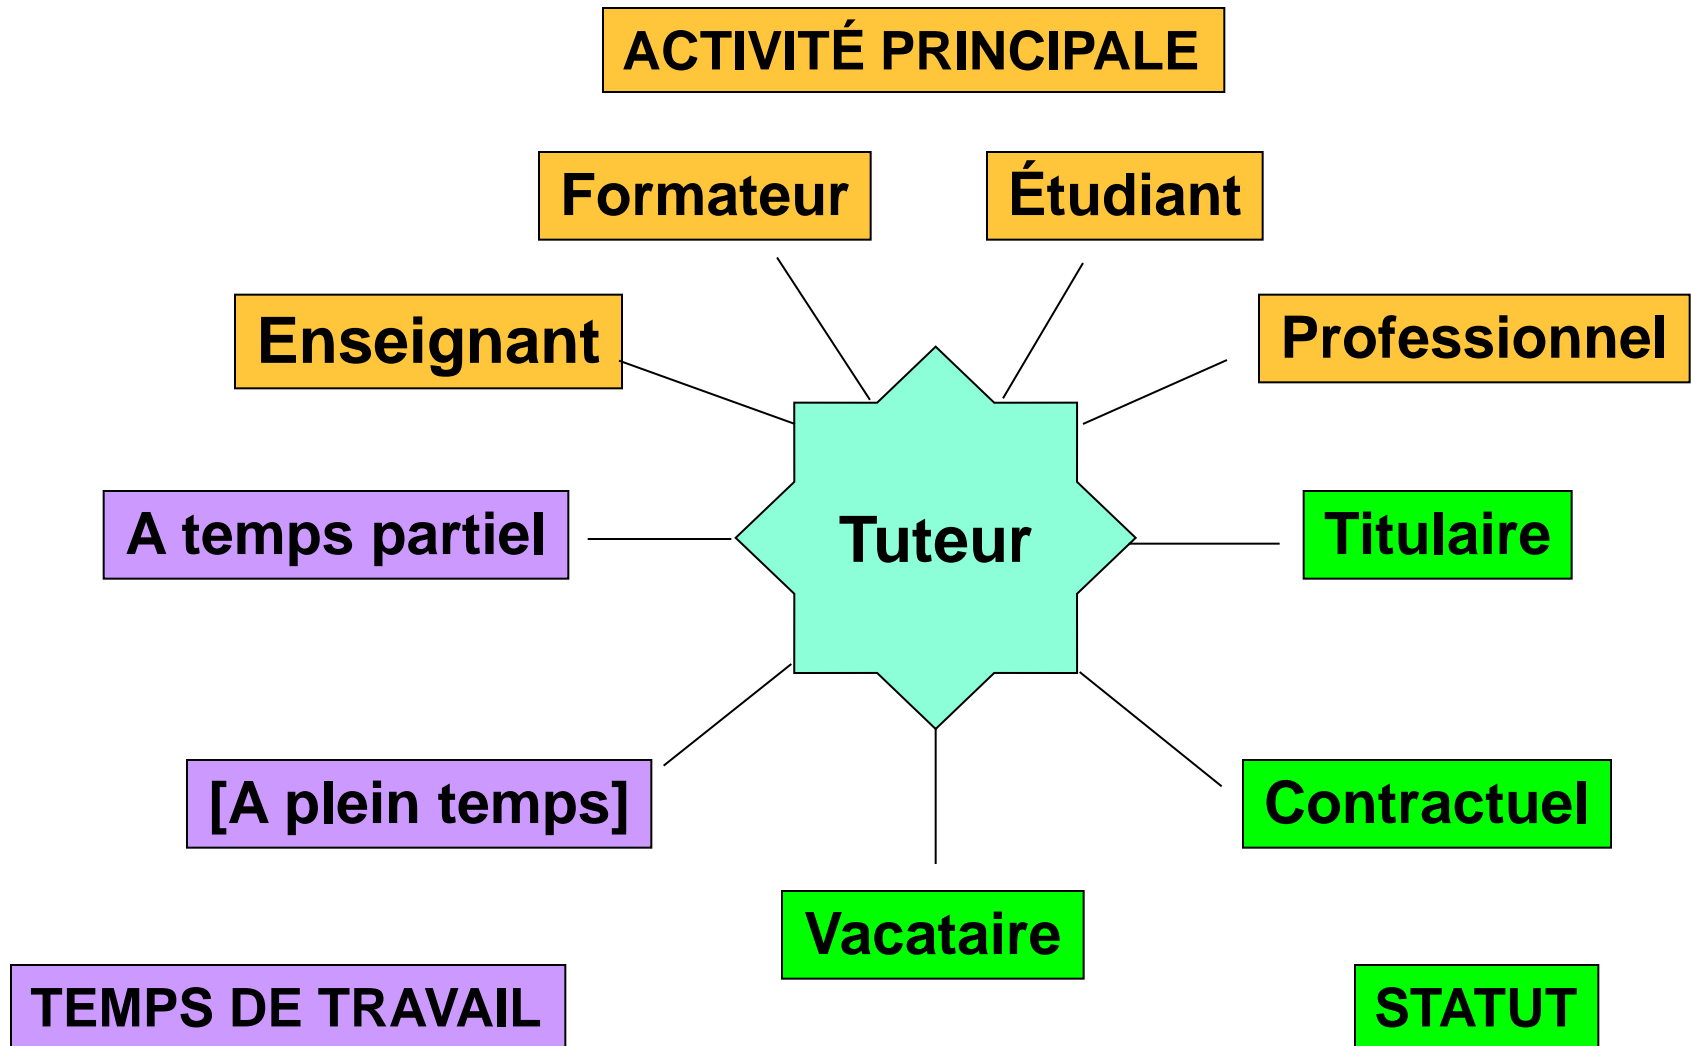 ACTIVITÉ PRINCIPALE
Formateur
Étudiant
Enseignant
Professionnel
A temps partiel
Tuteur
Titulaire
[A plein temps]
Contractuel
Vacataire
TEMPS DE TRAVAIL
STATUT